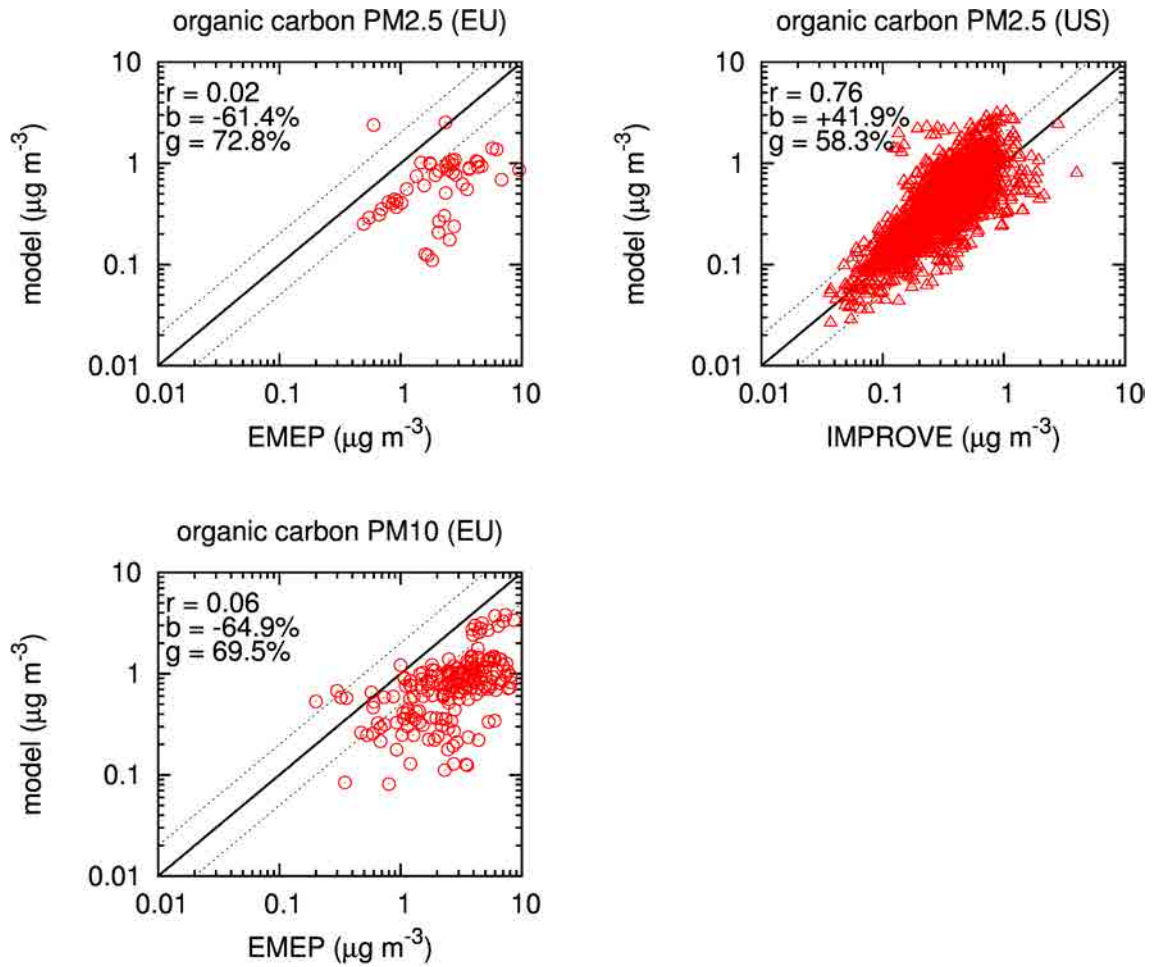 organic carbon PM2.5 (EU)
10
1
0.1
0.01
model (μg m-3)
r = 0.02
b = -61.4%
g = 72.8%
0.01 0.1 1 10
EMEP (μg m-3)
organic carbon PM2.5 (US)
10
1
0.1
0.01
model (μg m-3)
r = 0.76
b = +41.9%
g = 58.3%
0.01 0.1 1 10
IMPROVE (μg m-3)
organic carbon PM10 (EU)
10
1
0.1
0.01
model (μg m-3)
r = 0.06
b = -64.9%
g = 69.5%
0.01 0.1 1 10
EMEP (μg m-3)